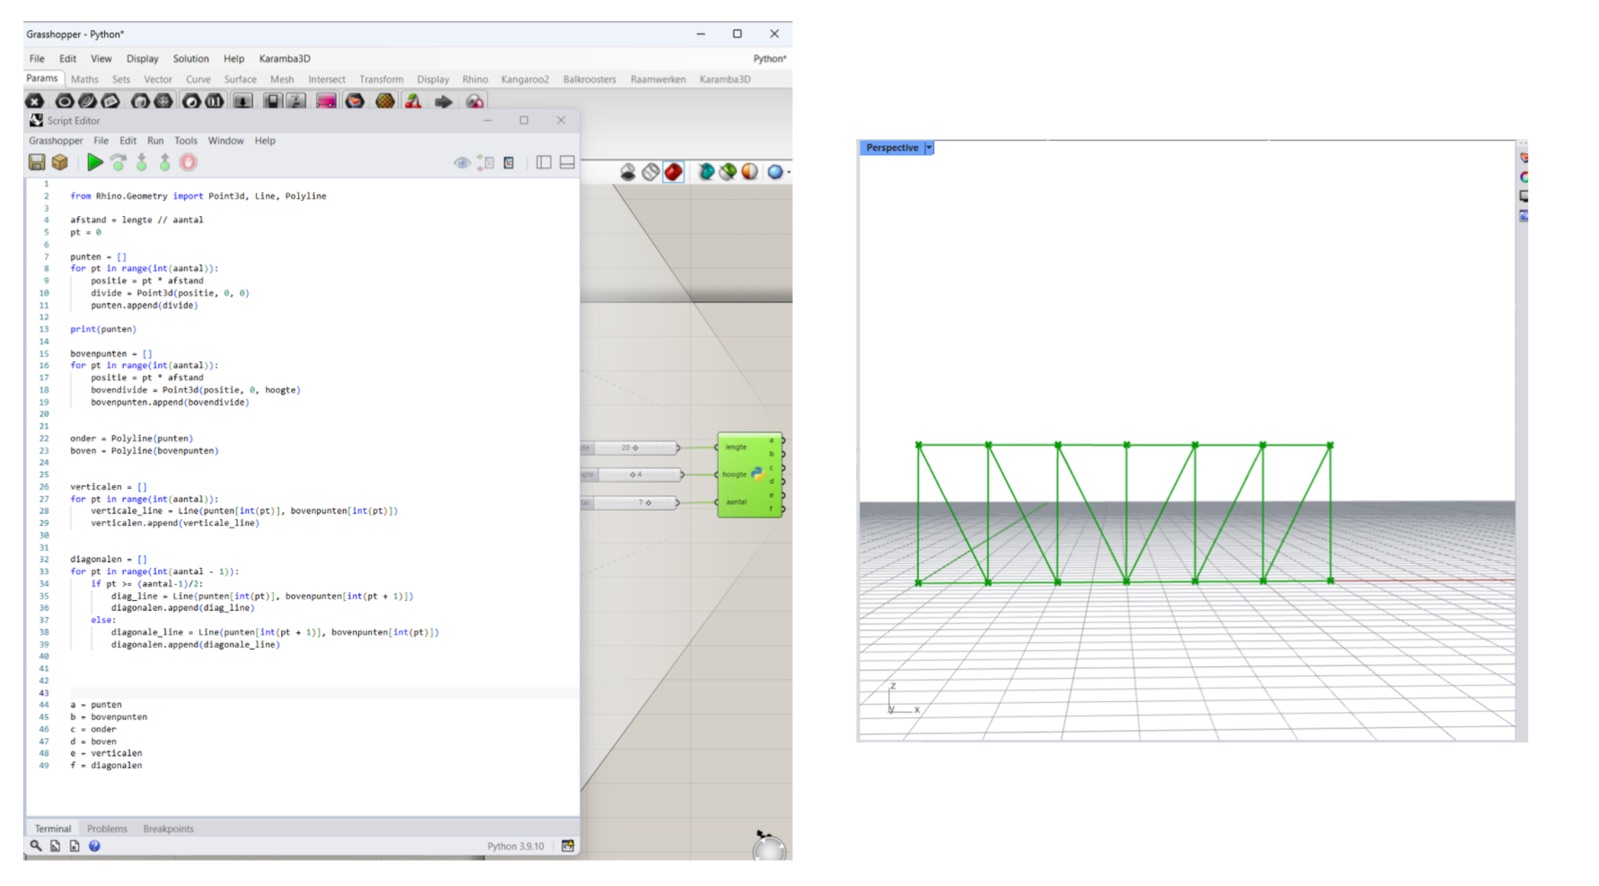 Grasshopper - Python*
File Edit View Display Solution Help Karamba3D Python*
Params Maths Sets Vector Curve Surface Mesh Intersect Transform Display Rhino Kangaroo2 Balkroosters Raamwerken Karamba3D
Script Editor
Grasshopper File Edit Run Tools Window Help
1
2 from Rhino.Geometry import Point3d, Line, Polyline
3
4 afstand = lengte // aantal
5 pt = 0
6
7 punten = []
8 for pt in range(int(aantal)):
9 positie = pt * afstand
10 divide = Point3d(positie, 0, 0)
11 punten.append(divide)
12
13 print(punten)
14
15 bovenpunten = []
16 for pt in range(int(aantal)):
17 positie = pt * afstand
18 bovendivide = Point3d(positie, 0, hoogte)
19 bovenpunten.append(bovendivide)
20
21
22 onder = Polyline(punten)
23 boven = Polyline(bovenpunten)
24
25
26 verticalen = []
27 for pt in range(int(aantal)):
28 verticale_line = Line(punten[int(pt)], bovenpunten[int(pt)])
29 verticalen.append(verticale_line)
30
31
32 diagonalen = []
33 for pt in range(int(aantal - 1)):
34 if pt >= (aantal-1)/2:
35 diag_line = Line(punten[int(pt)], bovenpunten[int(pt + 1)])
36 diagonalen.append(diag_line)
37 else:
38 diagonale_line = Line(punten[int(pt + 1)], bovenpunten[int(pt)])
39 diagonalen.append(diagonale_line)
40
41
42
43
44 a = punten
45 b = bovenpunten
46 c = onder
47 d = boven
48 e = verticalen
49 f = diagonalen
Terminal Problems Breakpoints
Python 3.9.10
20
4
7
lengte
hoogte
aantal
a
b
c
d
e
f
Perspective
z
y x